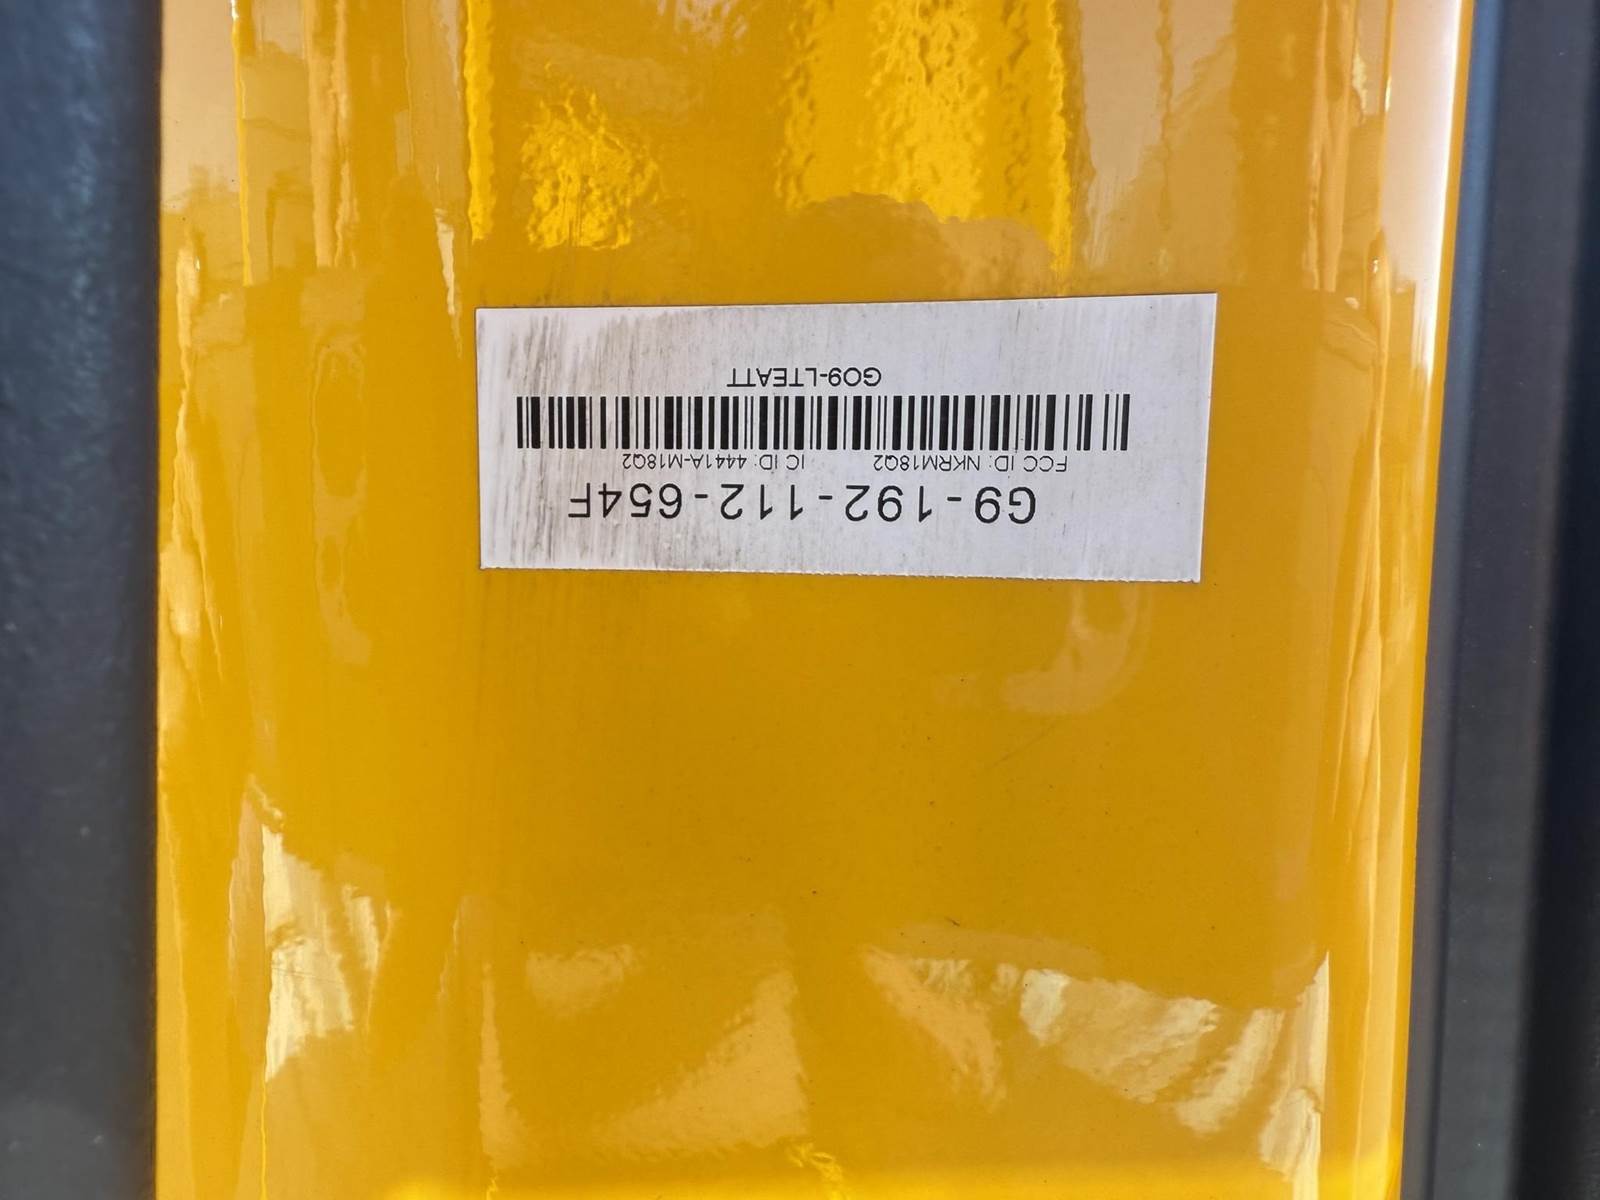 G9-192-112-654F
FCC ID: NKRM18Q2 IC ID: 4441A-M18Q2
GO9-LTEATT